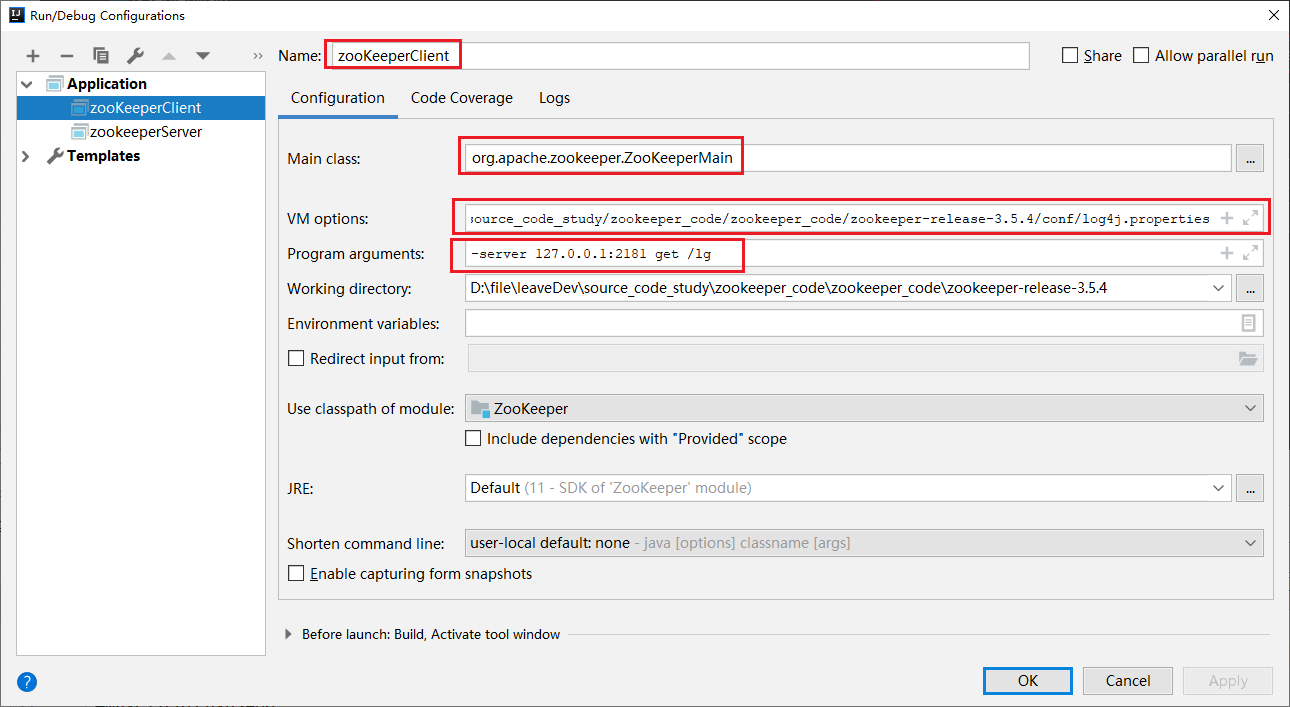 Run/Debug Configurations
Name: zooKeeperClient
Share
Allow parallel run
Application
zooKeeperClient
zookeeperServer
Templates
Configuration Code Coverage Logs
Main class: org.apache.zookeeper.ZooKeeperMain ...
VM options: source_code_study/zookeeper_code/zookeeper_code/zookeeper-release-3.5.4/conf/log4j.properties
Program arguments: -server 127.0.0.1:2181 get /lg
Working directory: D:\file\leaveDev\source_code_study\zookeeper_code\zookeeper_code\zookeeper-release-3.5.4 ...
Environment variables:
Redirect input from:
Use classpath of module: ZooKeeper
Include dependencies with "Provided" scope
JRE: Default (11 - SDK of 'ZooKeeper' module) ...
Shorten command line: user-local default: none - java [options] classname [args]
Enable capturing form snapshots
Before launch: Build, Activate tool window
? OK Cancel Apply